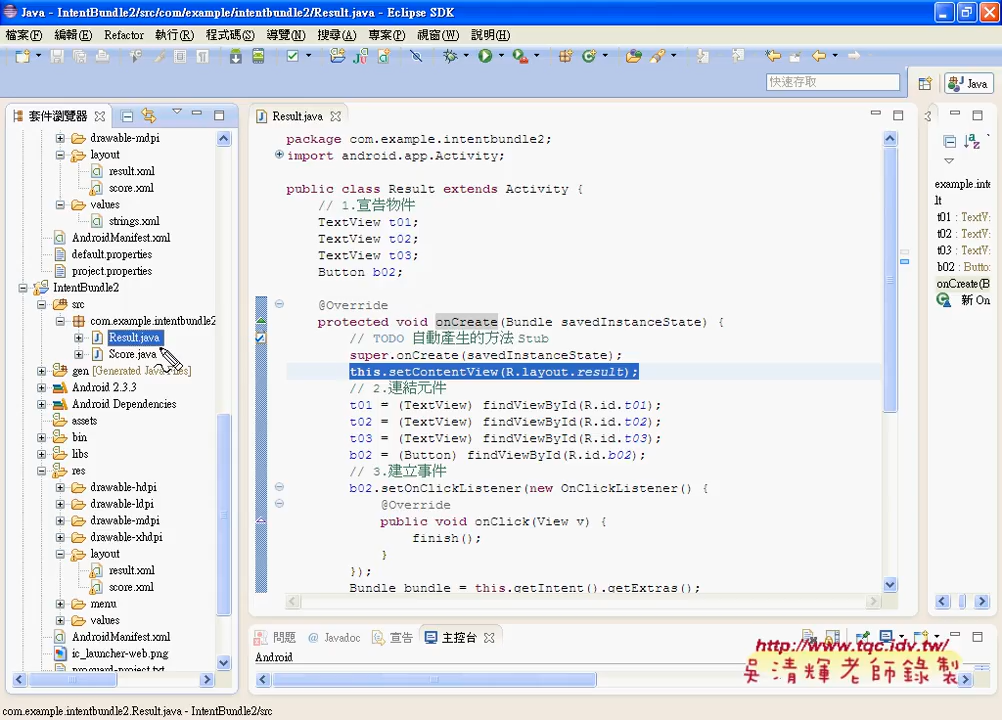 Java - IntentBundle2/src/com/example/intentbundle2/Result.java - Eclipse SDK
檔案(F) 編輯(E) Refactor 執行(R) 程式碼(S) 導覽(N) 搜尋(A) 專案(P) 視窗(W) 說明(H)
快速存取
Java
套件瀏覽器
drawable-mdpi
layout
result.xml
score.xml
values
strings.xml
AndroidManifest.xml
default.properties
project.properties
IntentBundle2
src
com.example.intentbundle2
Result.java
Score.java
gen [Generated Java Files]
Android 2.3.3
Android Dependencies
assets
bin
libs
res
drawable-hdpi
drawable-ldpi
drawable-mdpi
drawable-xhdpi
layout
result.xml
score.xml
menu
values
AndroidManifest.xml
ic_launcher-web.png
proguard-project.txt
Result.java
package com.example.intentbundle2;
import android.app.Activity;
public class Result extends Activity {
// 1.宣告物件
TextView t01;
TextView t02;
TextView t03;
Button b02;
@Override
protected void onCreate(Bundle savedInstanceState) {
// TODO 自動產生的方法 Stub
super.onCreate(savedInstanceState);
this.setContentView(R.layout.result);
// 2.連結元件
t01 = (TextView) findViewById(R.id.t01);
t02 = (TextView) findViewById(R.id.t02);
t03 = (TextView) findViewById(R.id.t03);
b02 = (Button) findViewById(R.id.b02);
// 3.建立事件
b02.setOnClickListener(new OnClickListener() {
@Override
public void onClick(View v) {
finish();
}
});
Bundle bundle = this.getIntent().getExtras();
example.inte
lt
t01 : TextV:
t02 : TextV:
t03 : TextV:
b02 : Butto:
onCreate(B
新 On
問題 @ Javadoc 宣告 主控台
Android
http://www.tqc.idv.tw/
吳清輝老師錄製
com.example.intentbundle2.Result.java - IntentBundle2/src